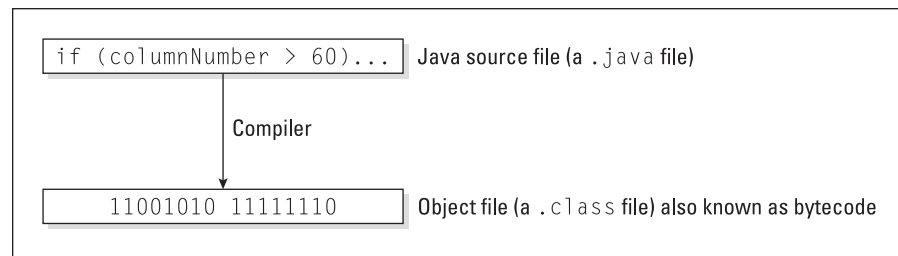 if (columnNumber > 60)... Java source file (a .java file)
Compiler
11001010 11111110 Object file (a .class file) also known as bytecode